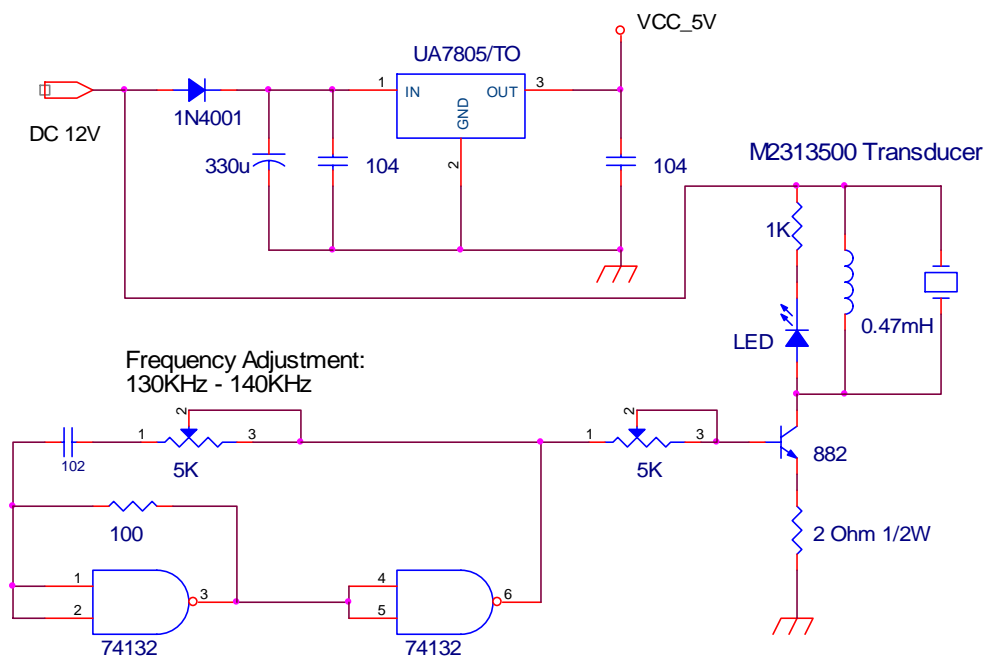 VCC_5V
UA7805/TO
1
IN
OUT
3
GND
2
1N4001
DC 12V
330u
104
104
M2313500 Transducer
1K
0.47mH
LED
Frequency Adjustment:
130KHz - 140KHz
2
2
1
3
1
3
102
5K
5K
882
100
2 Ohm 1/2W
1
2
3
4
5
6
74132
74132